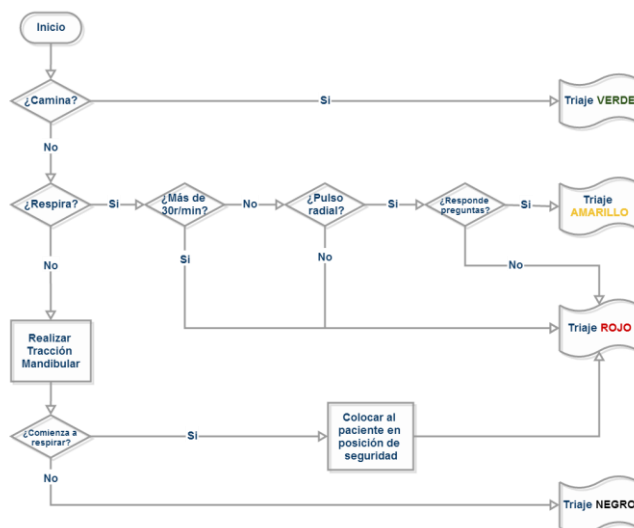 Inicio
¿Camina?
Si
Triaje VERDE
No
¿Respira?
Si
¿Más de
30r/min?
No
¿Pulso
radial?
Si
¿Responde
preguntas?
Si
Triaje
AMARILLO
No
Si
No
No
Realizar
Tracción
Mandibular
Triaje ROJO
¿Comienza a
respirar?
Si
Colocar al
paciente en
posición de
seguridad
No
Triaje NEGRO